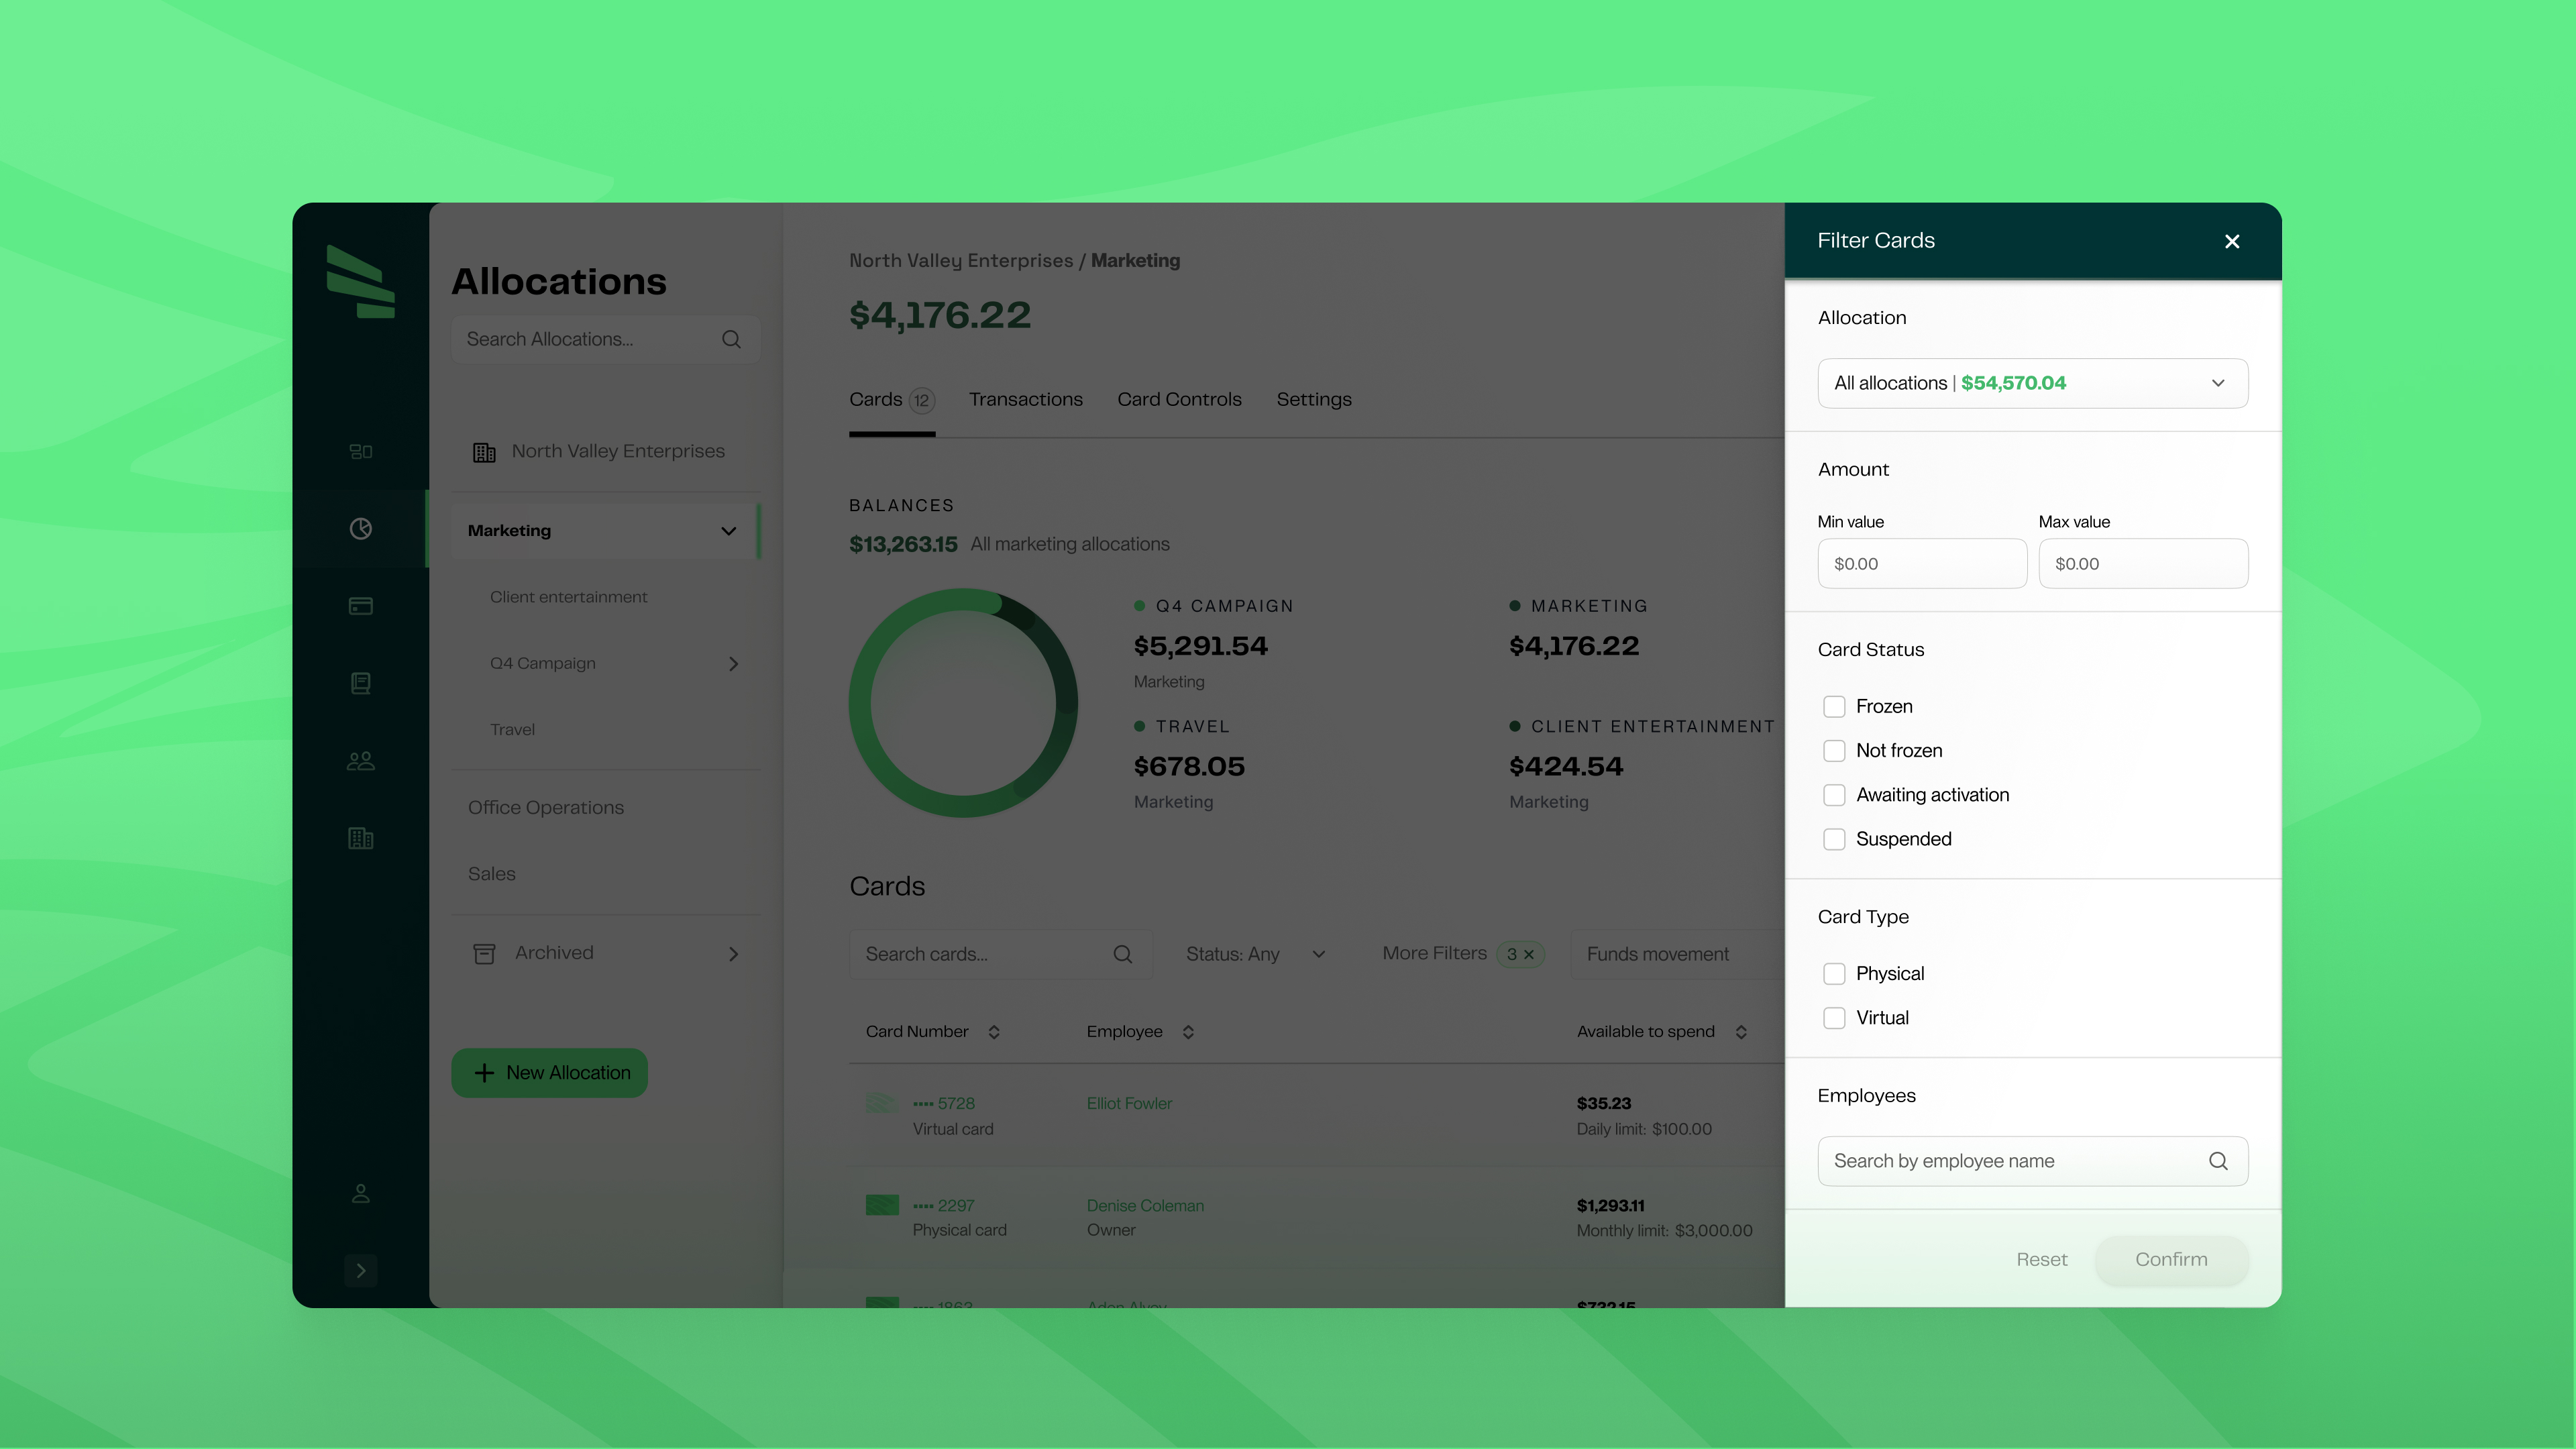 Allocations
Search Allocations...
North Valley Enterprises
Marketing
Client entertainment
Q4 Campaign
Travel
Office Operations
Sales
Archived
New Allocation
North Valley Enterprises / Marketing
$4,176.22
Cards 12 Transactions Card Controls Settings
BALANCES
$13,263.15 All marketing allocations
Q4 CAMPAIGN
$5,291.54
Marketing
MARKETING
$4,176.22
TRAVEL
$678.05
Marketing
CLIENT ENTERTAINMENT
$424.54
Marketing
Cards
Search cards... Status: Any More Filters 3 × Funds movement
Card Number Employee Available to spend
•••• 5728 Elliot Fowler $35.23
Virtual card Daily limit: $100.00
•••• 2297 Denise Coleman $1,293.11
Physical card Owner Monthly limit: $3,000.00
Filter Cards
Allocation
All allocations | $54,570.04
Amount
Min value Max value
$0.00 $0.00
Card Status
Frozen
Not frozen
Awaiting activation
Suspended
Card Type
Physical
Virtual
Employees
Search by employee name
Reset Confirm